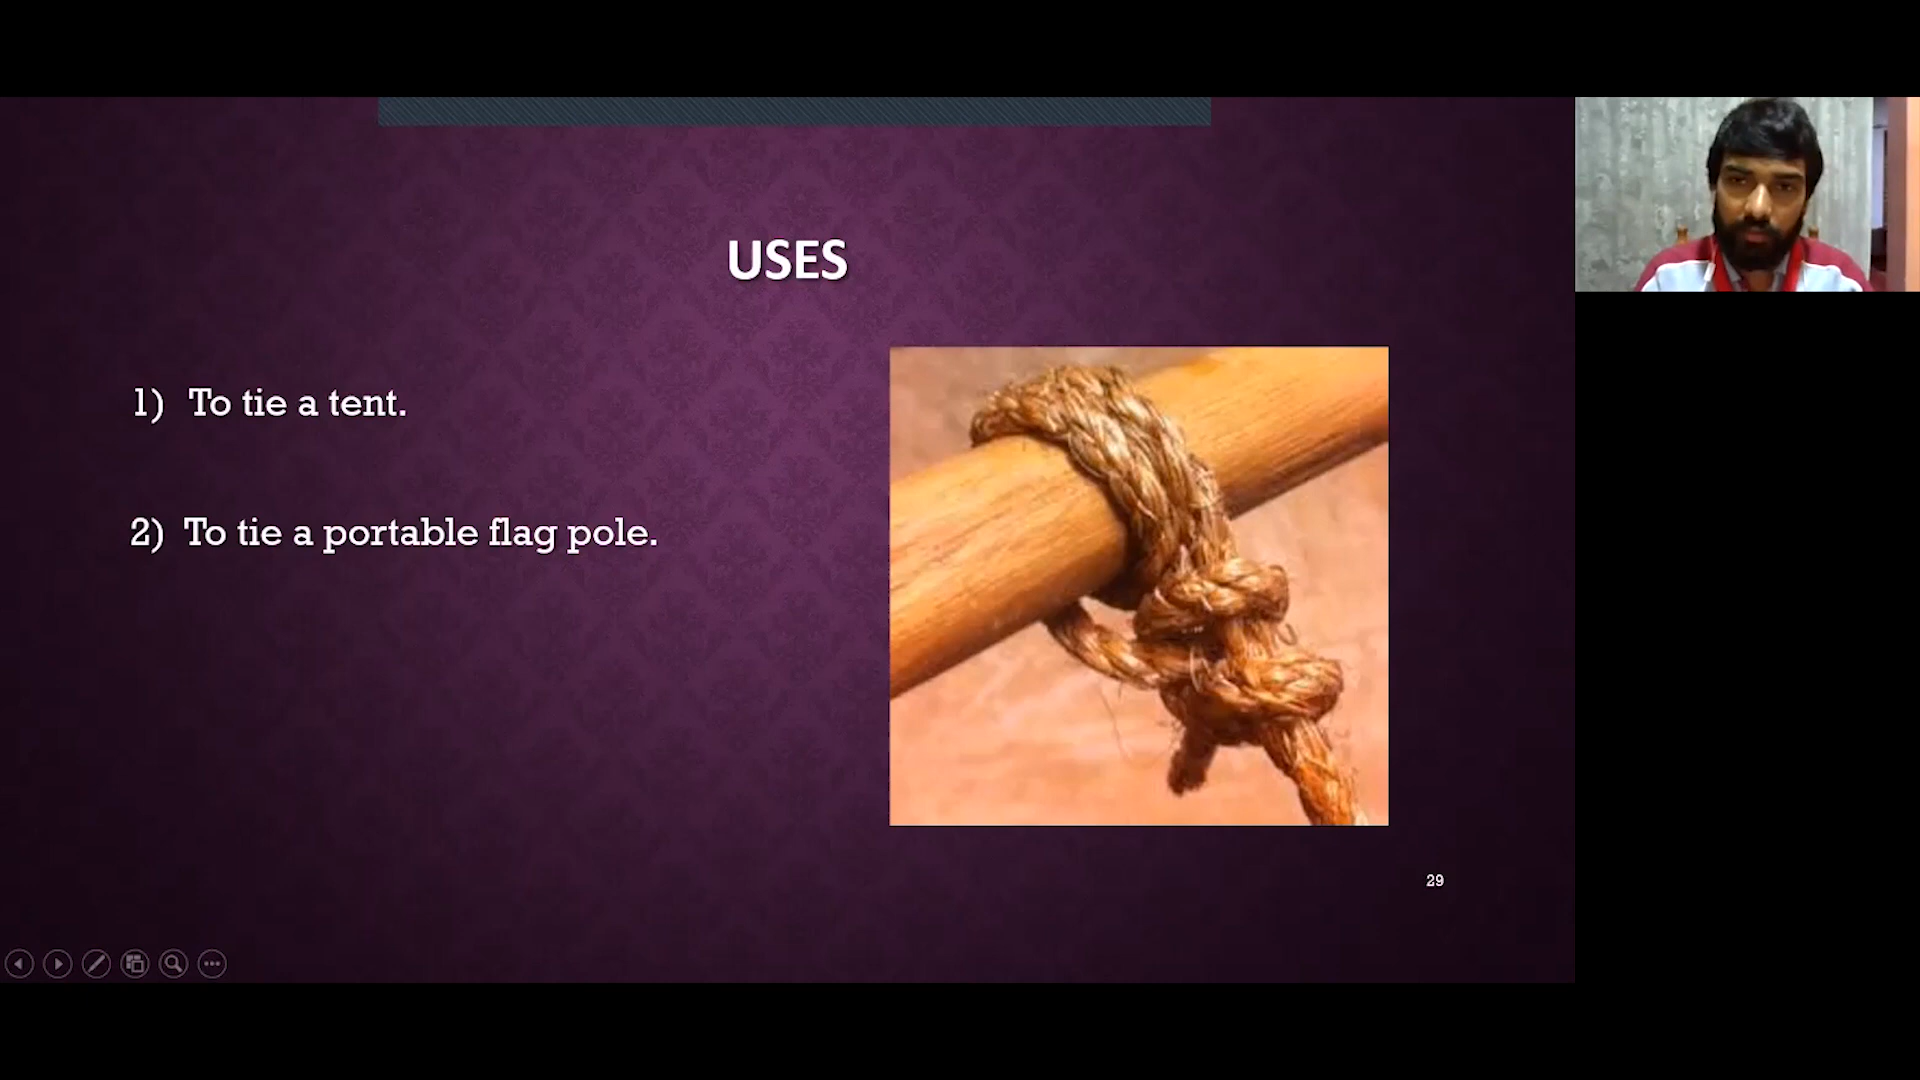 USES
1) To tie a tent.
2) To tie a portable flag pole.
29